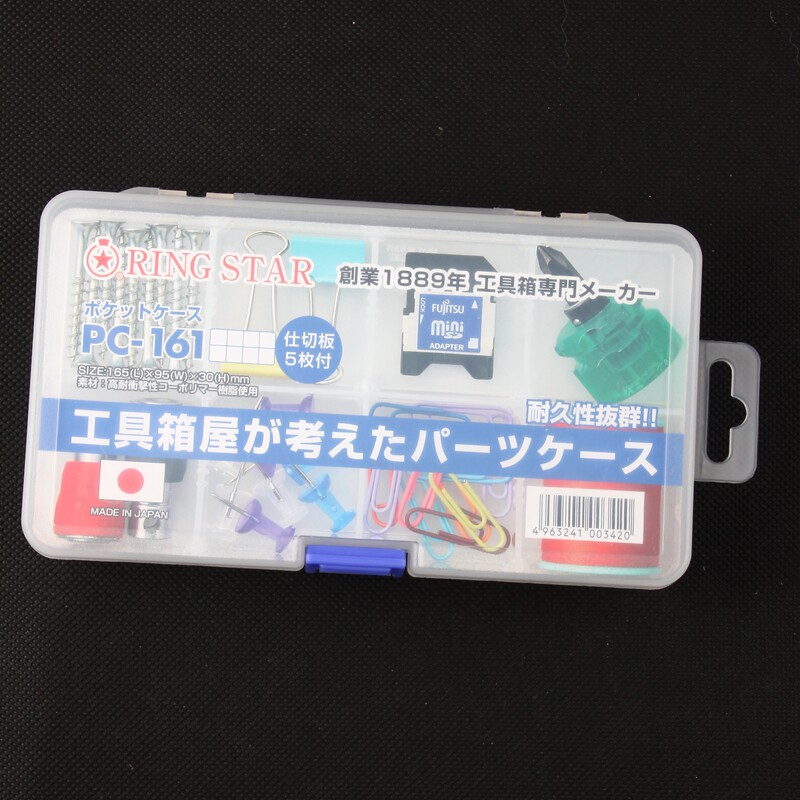 RING STAR
創業1889年 工具箱専門メーカー
ポケットケース
PC-161
仕切板
5枚付
SIZE:165(L)×95(W)×30(H)mm
素材:高耐衝撃性コーポリマー樹脂使用
LOCK
FUJITSU
mini
SD
ADAPTER
耐久性抜群!!
工具箱屋が考えたパーツケース
MADE IN JAPAN
4 963241 003420